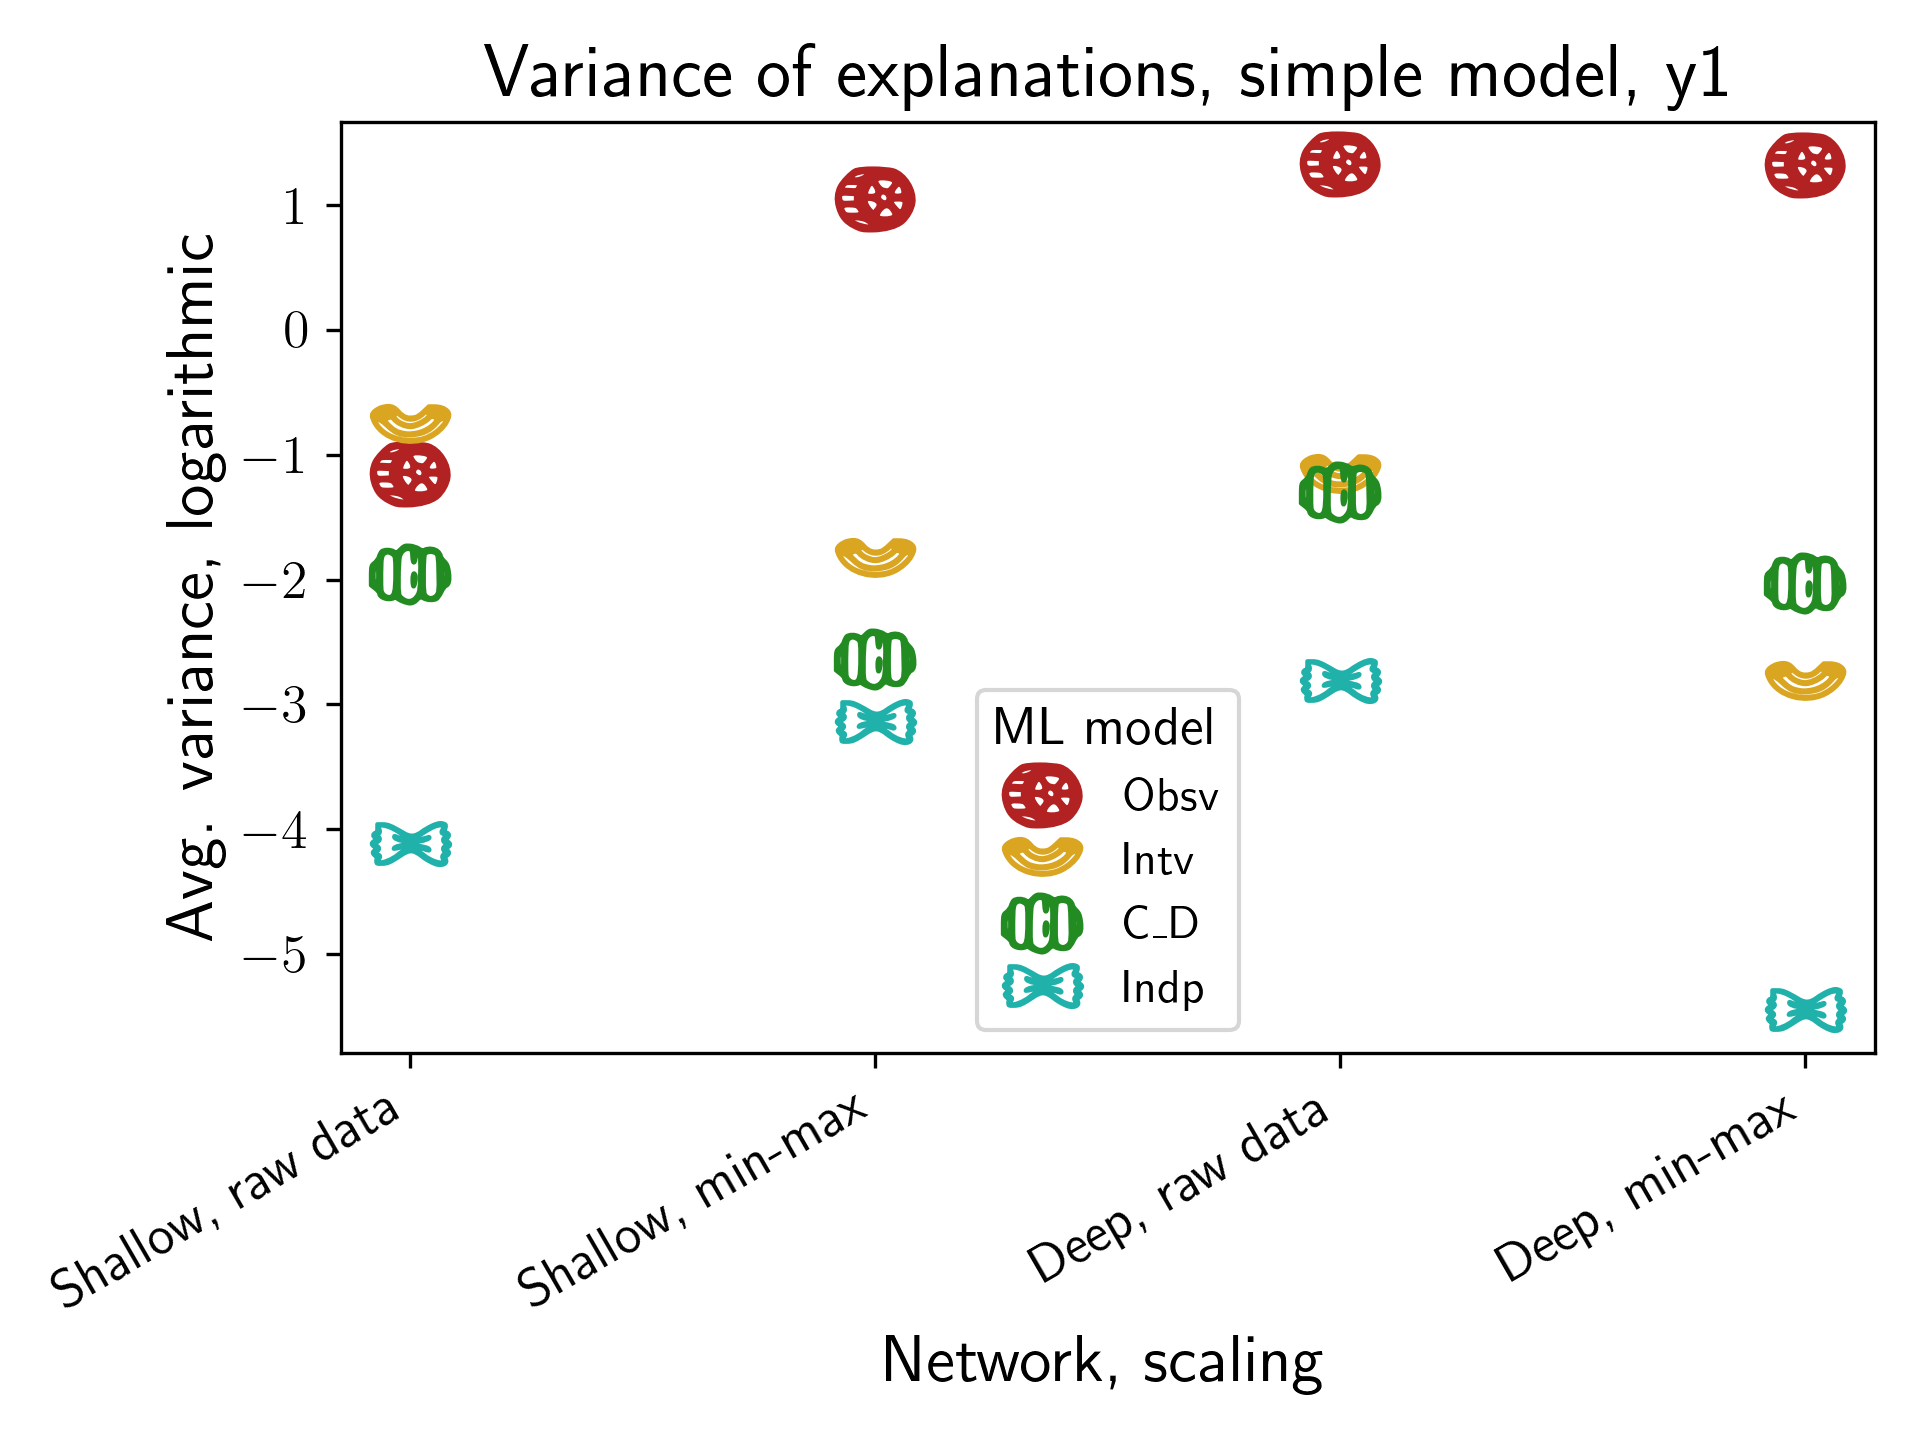 Variance of explanations, simple model, y1
Avg. variance, logarithmic
1
0
−1
−2
−3
−4
−5
ML model
Obsv
Intv
C_D
Indp
Shallow, raw data
Shallow, min-max
Deep, raw data
Deep, min-max
Network, scaling